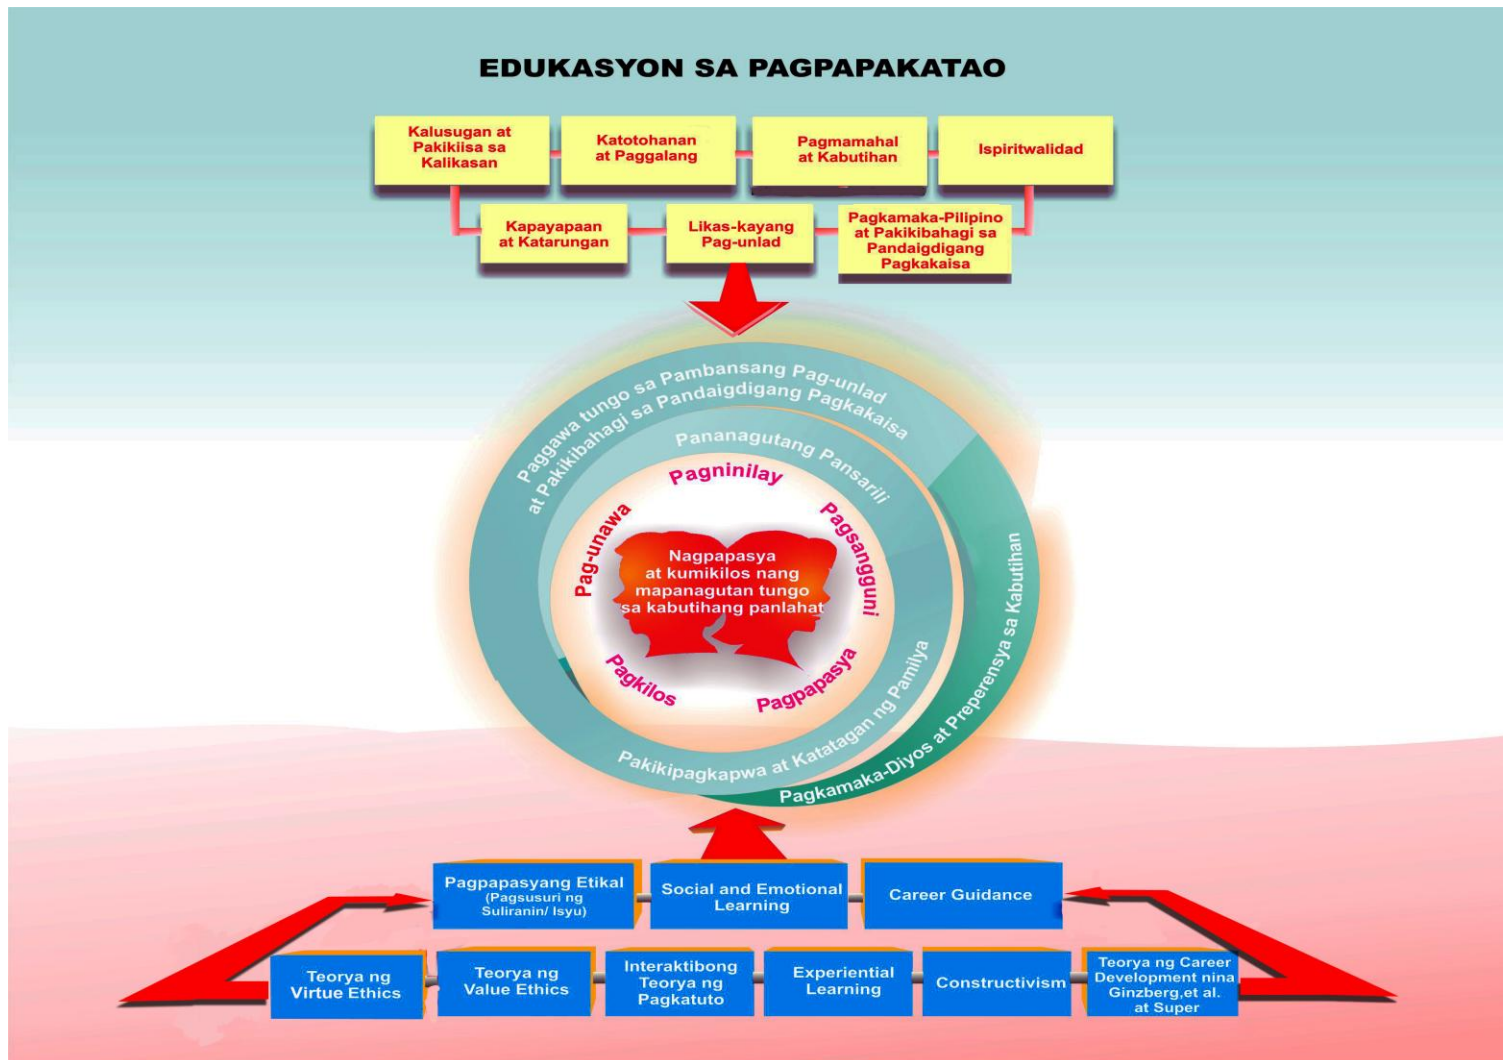 EDUKASYON SA PAGPAPAKATAO
Kalusugan at
Pakikiisa sa
Kalikasan
Katotohanan
at Paggalang
Pagmamahal
at Kabutihan
Ispiritwalidad
Kapayapaan
at Katarungan
Likas-kayang
Pag-unlad
Pagkamaka-Pilipino
at Pakikibahagi sa
Pandaigdigang
Pagkakaisa
Paggawa tungo sa Pambansang Pag-unlad
at Pakikibahagi sa Pandaigdigang Pagkakaisa
Pananagutang Pansarili
Pagninilay
Pag-unawa
Pagsangguni
Nagpapasya
at kumikilos nang
mapanagutan tungo
sa kabutihang panlahat
Pagkilos
Pagpapasya
Pakikipagkapwa at Katatagan ng Pamilya
Pagkamaka-Diyos at Preperensya sa Kabutihan
Pagpapasyang Etikal
(Pagsusuri ng
Suliranin/ Isyu)
Social and Emotional
Learning
Career Guidance
Teorya ng
Virtue Ethics
Teorya ng
Value Ethics
Interaktibong
Teorya ng
Pagkatuto
Experiential
Learning
Constructivism
Teorya ng Career
Development nina
Ginzberg,et al.
at Super